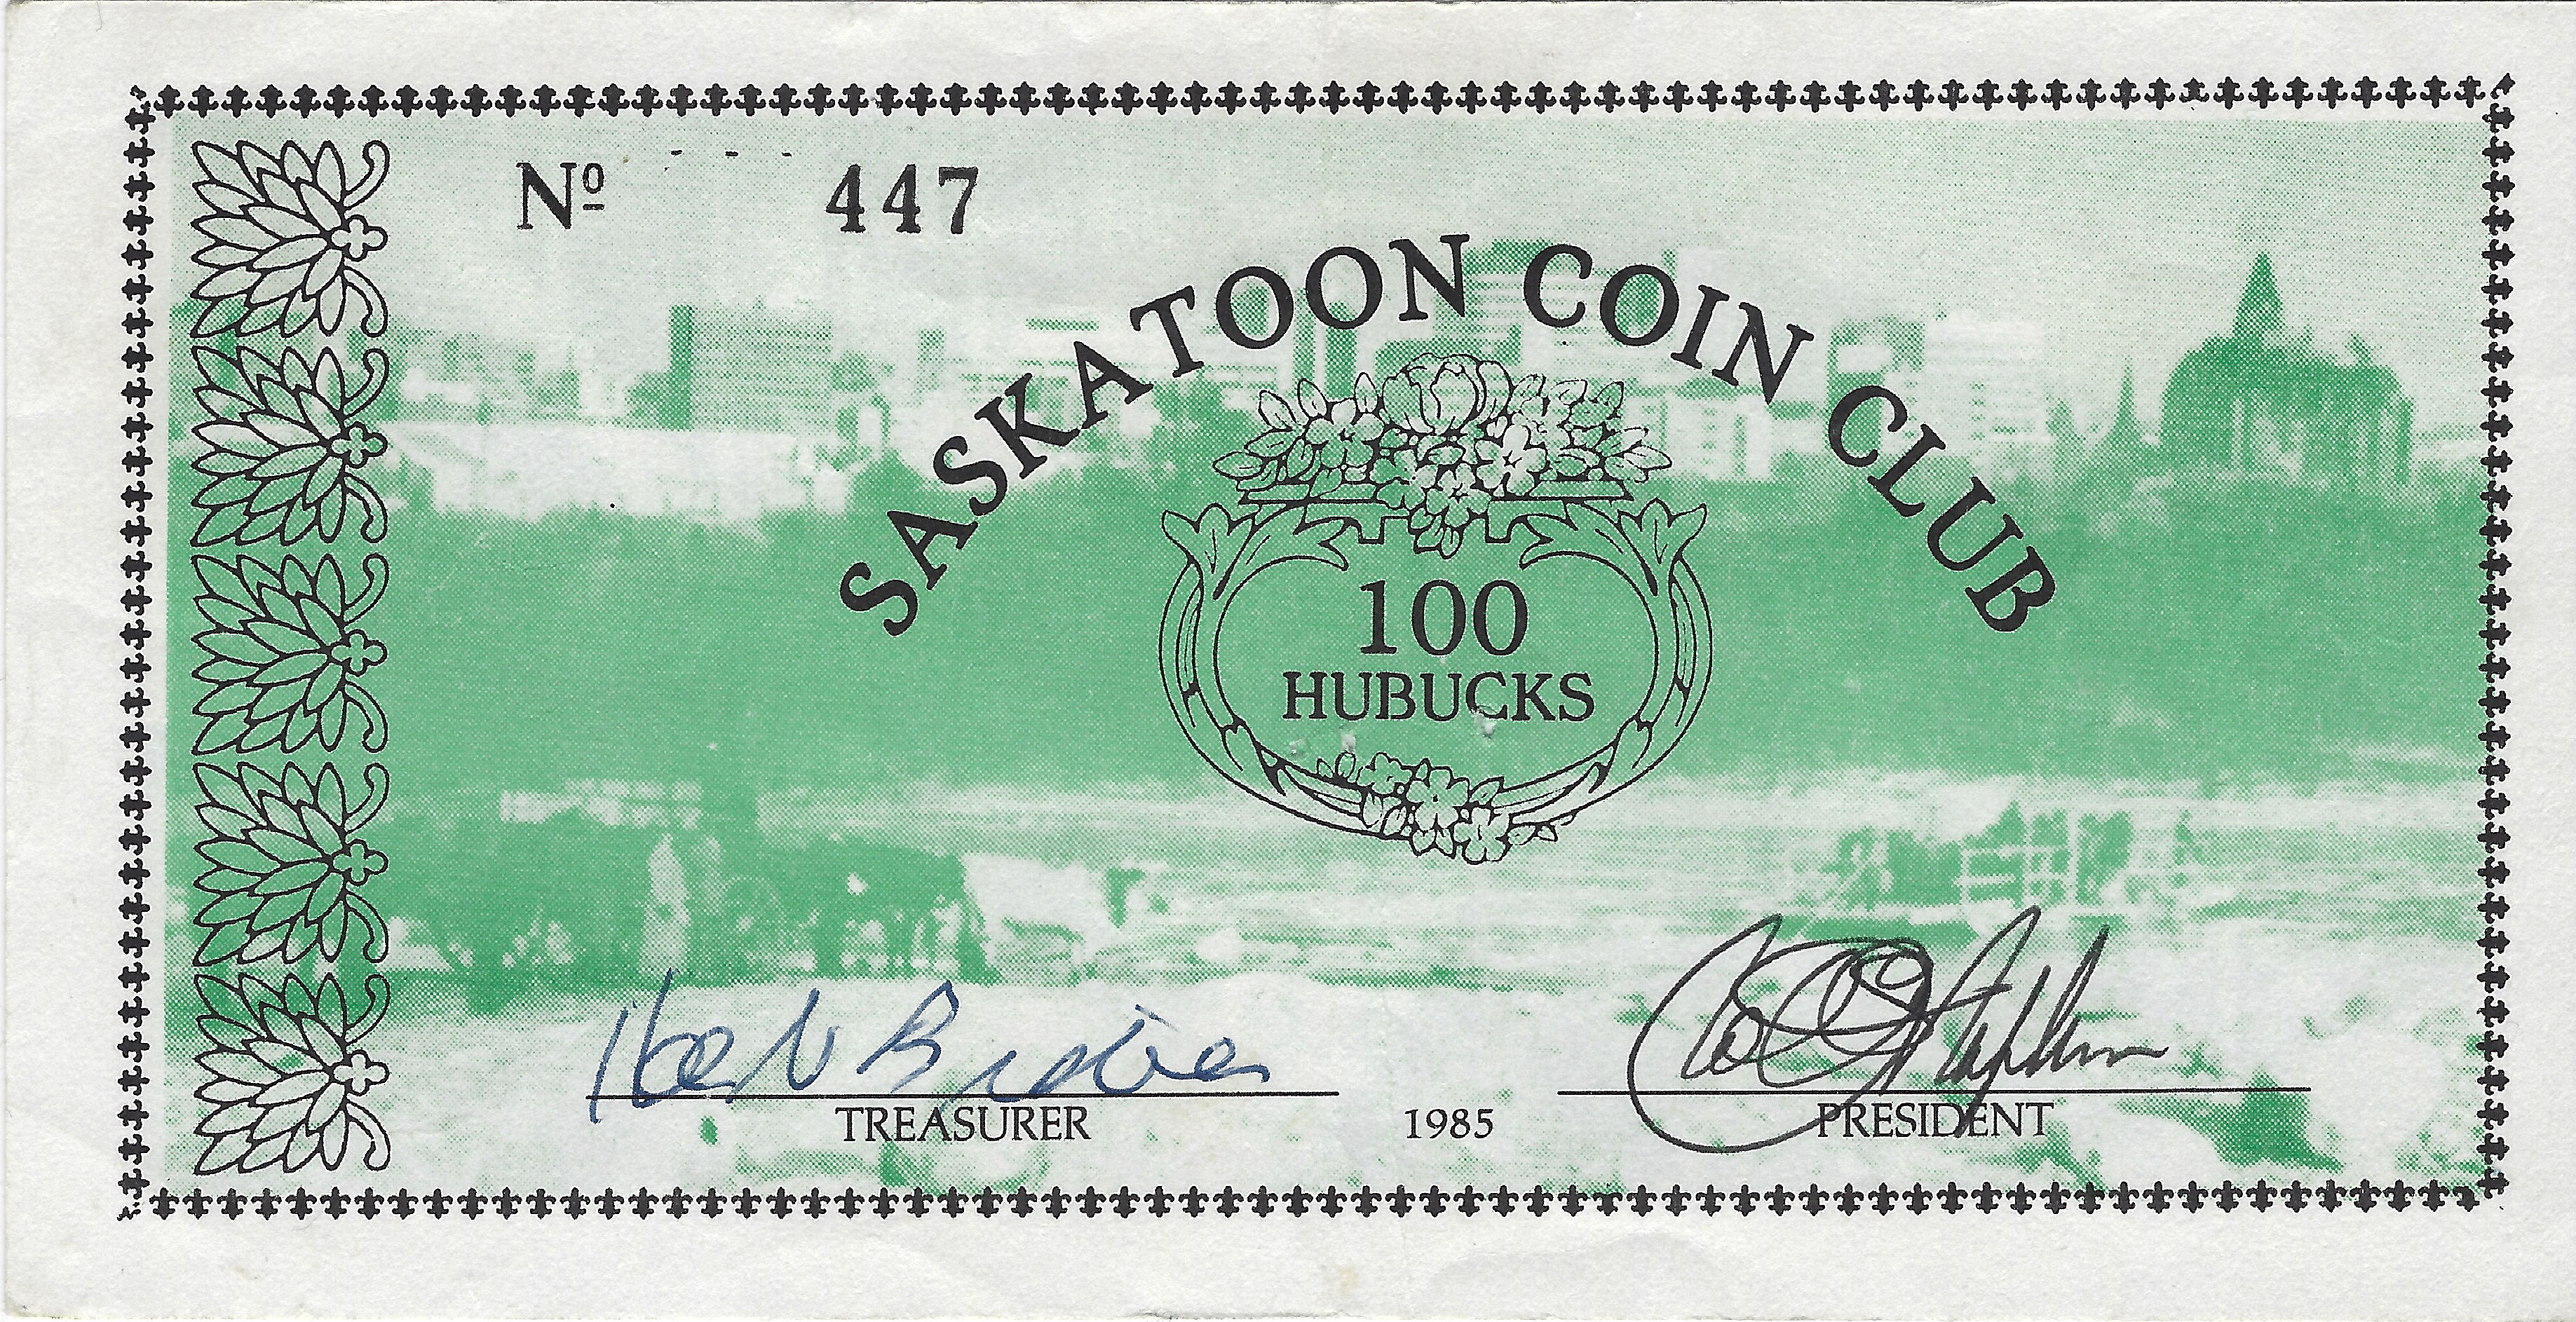 Nº 447
SASKATOON COIN CLUB
100
HUBUCKS
TREASURER
1985
PRESIDENT